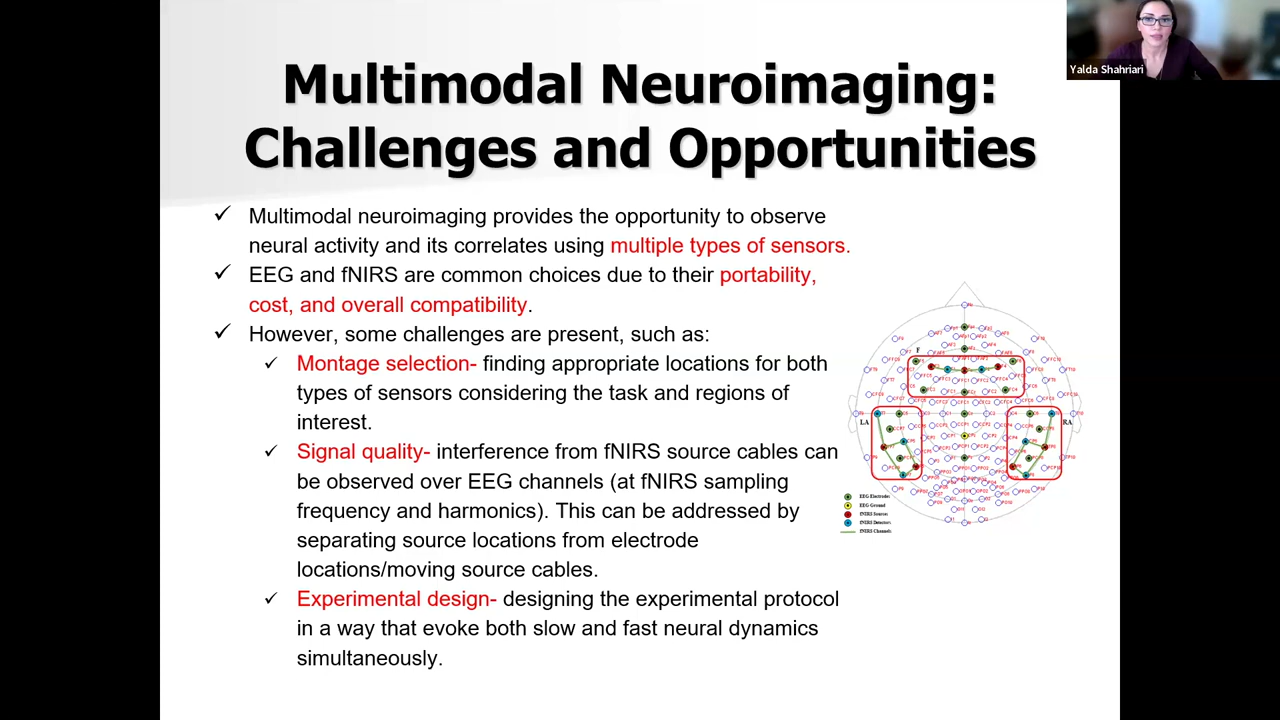 Yalda Shahriari
Multimodal Neuroimaging:
Challenges and Opportunities
✓ Multimodal neuroimaging provides the opportunity to observe
neural activity and its correlates using multiple types of sensors.
✓ EEG and fNIRS are common choices due to their portability,
cost, and overall compatibility.
✓ However, some challenges are present, such as:
✓ Montage selection- finding appropriate locations for both
types of sensors considering the task and regions of
interest.
✓ Signal quality- interference from fNIRS source cables can
be observed over EEG channels (at fNIRS sampling
frequency and harmonics). This can be addressed by
separating source locations from electrode
locations/moving source cables.
✓ Experimental design- designing the experimental protocol
in a way that evoke both slow and fast neural dynamics
simultaneously.
F
LA
RA
EEG Electrodes
EEG Ground
fNIRS Sources
fNIRS Detectors
fNIRS Channels